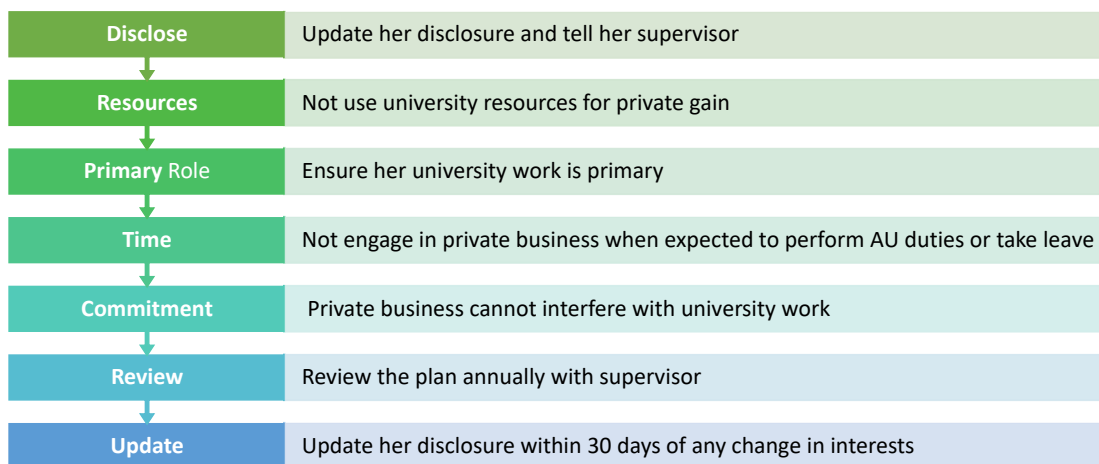 Disclose
Update her disclosure and tell her supervisor
Resources
Not use university resources for private gain
Primary Role
Ensure her university work is primary
Time
Not engage in private business when expected to perform AU duties or take leave
Commitment
Private business cannot interfere with university work
Review
Review the plan annually with supervisor
Update
Update her disclosure within 30 days of any change in interests